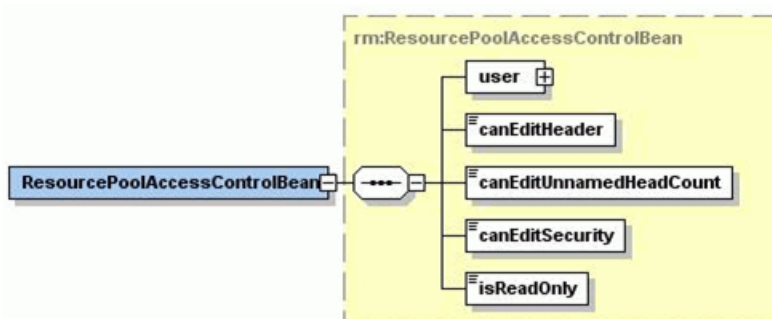 rm:ResourcePoolAccessControlBean
user
canEditHeader
ResourcePoolAccessControlBean
canEditUnnamedHeadCount
canEditSecurity
isReadOnly